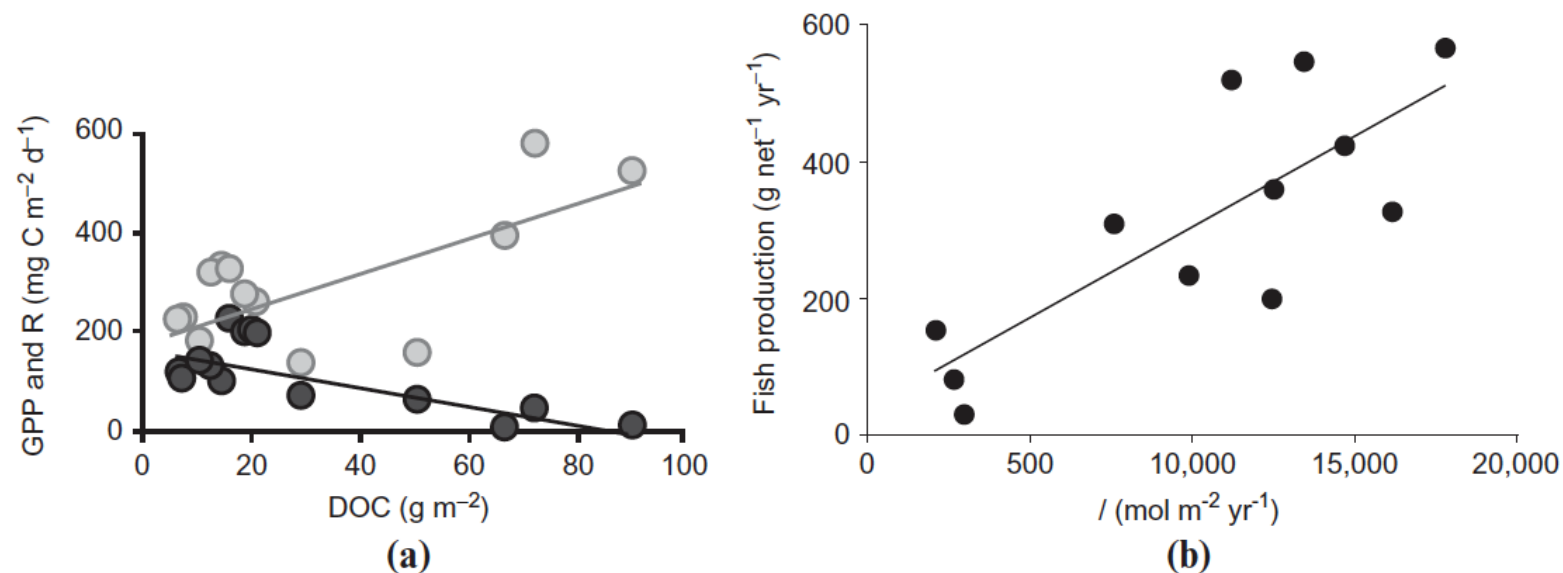 GPP and R (mg C m⁻² d⁻¹)
600
400
200
0
0 20 40 60 80 100
DOC (g m⁻²)
(a)
Fish production (g net⁻¹ yr⁻¹)
600
400
200
0
0 500 10,000 15,000 20,000
I (mol m⁻² yr⁻¹)
(b)